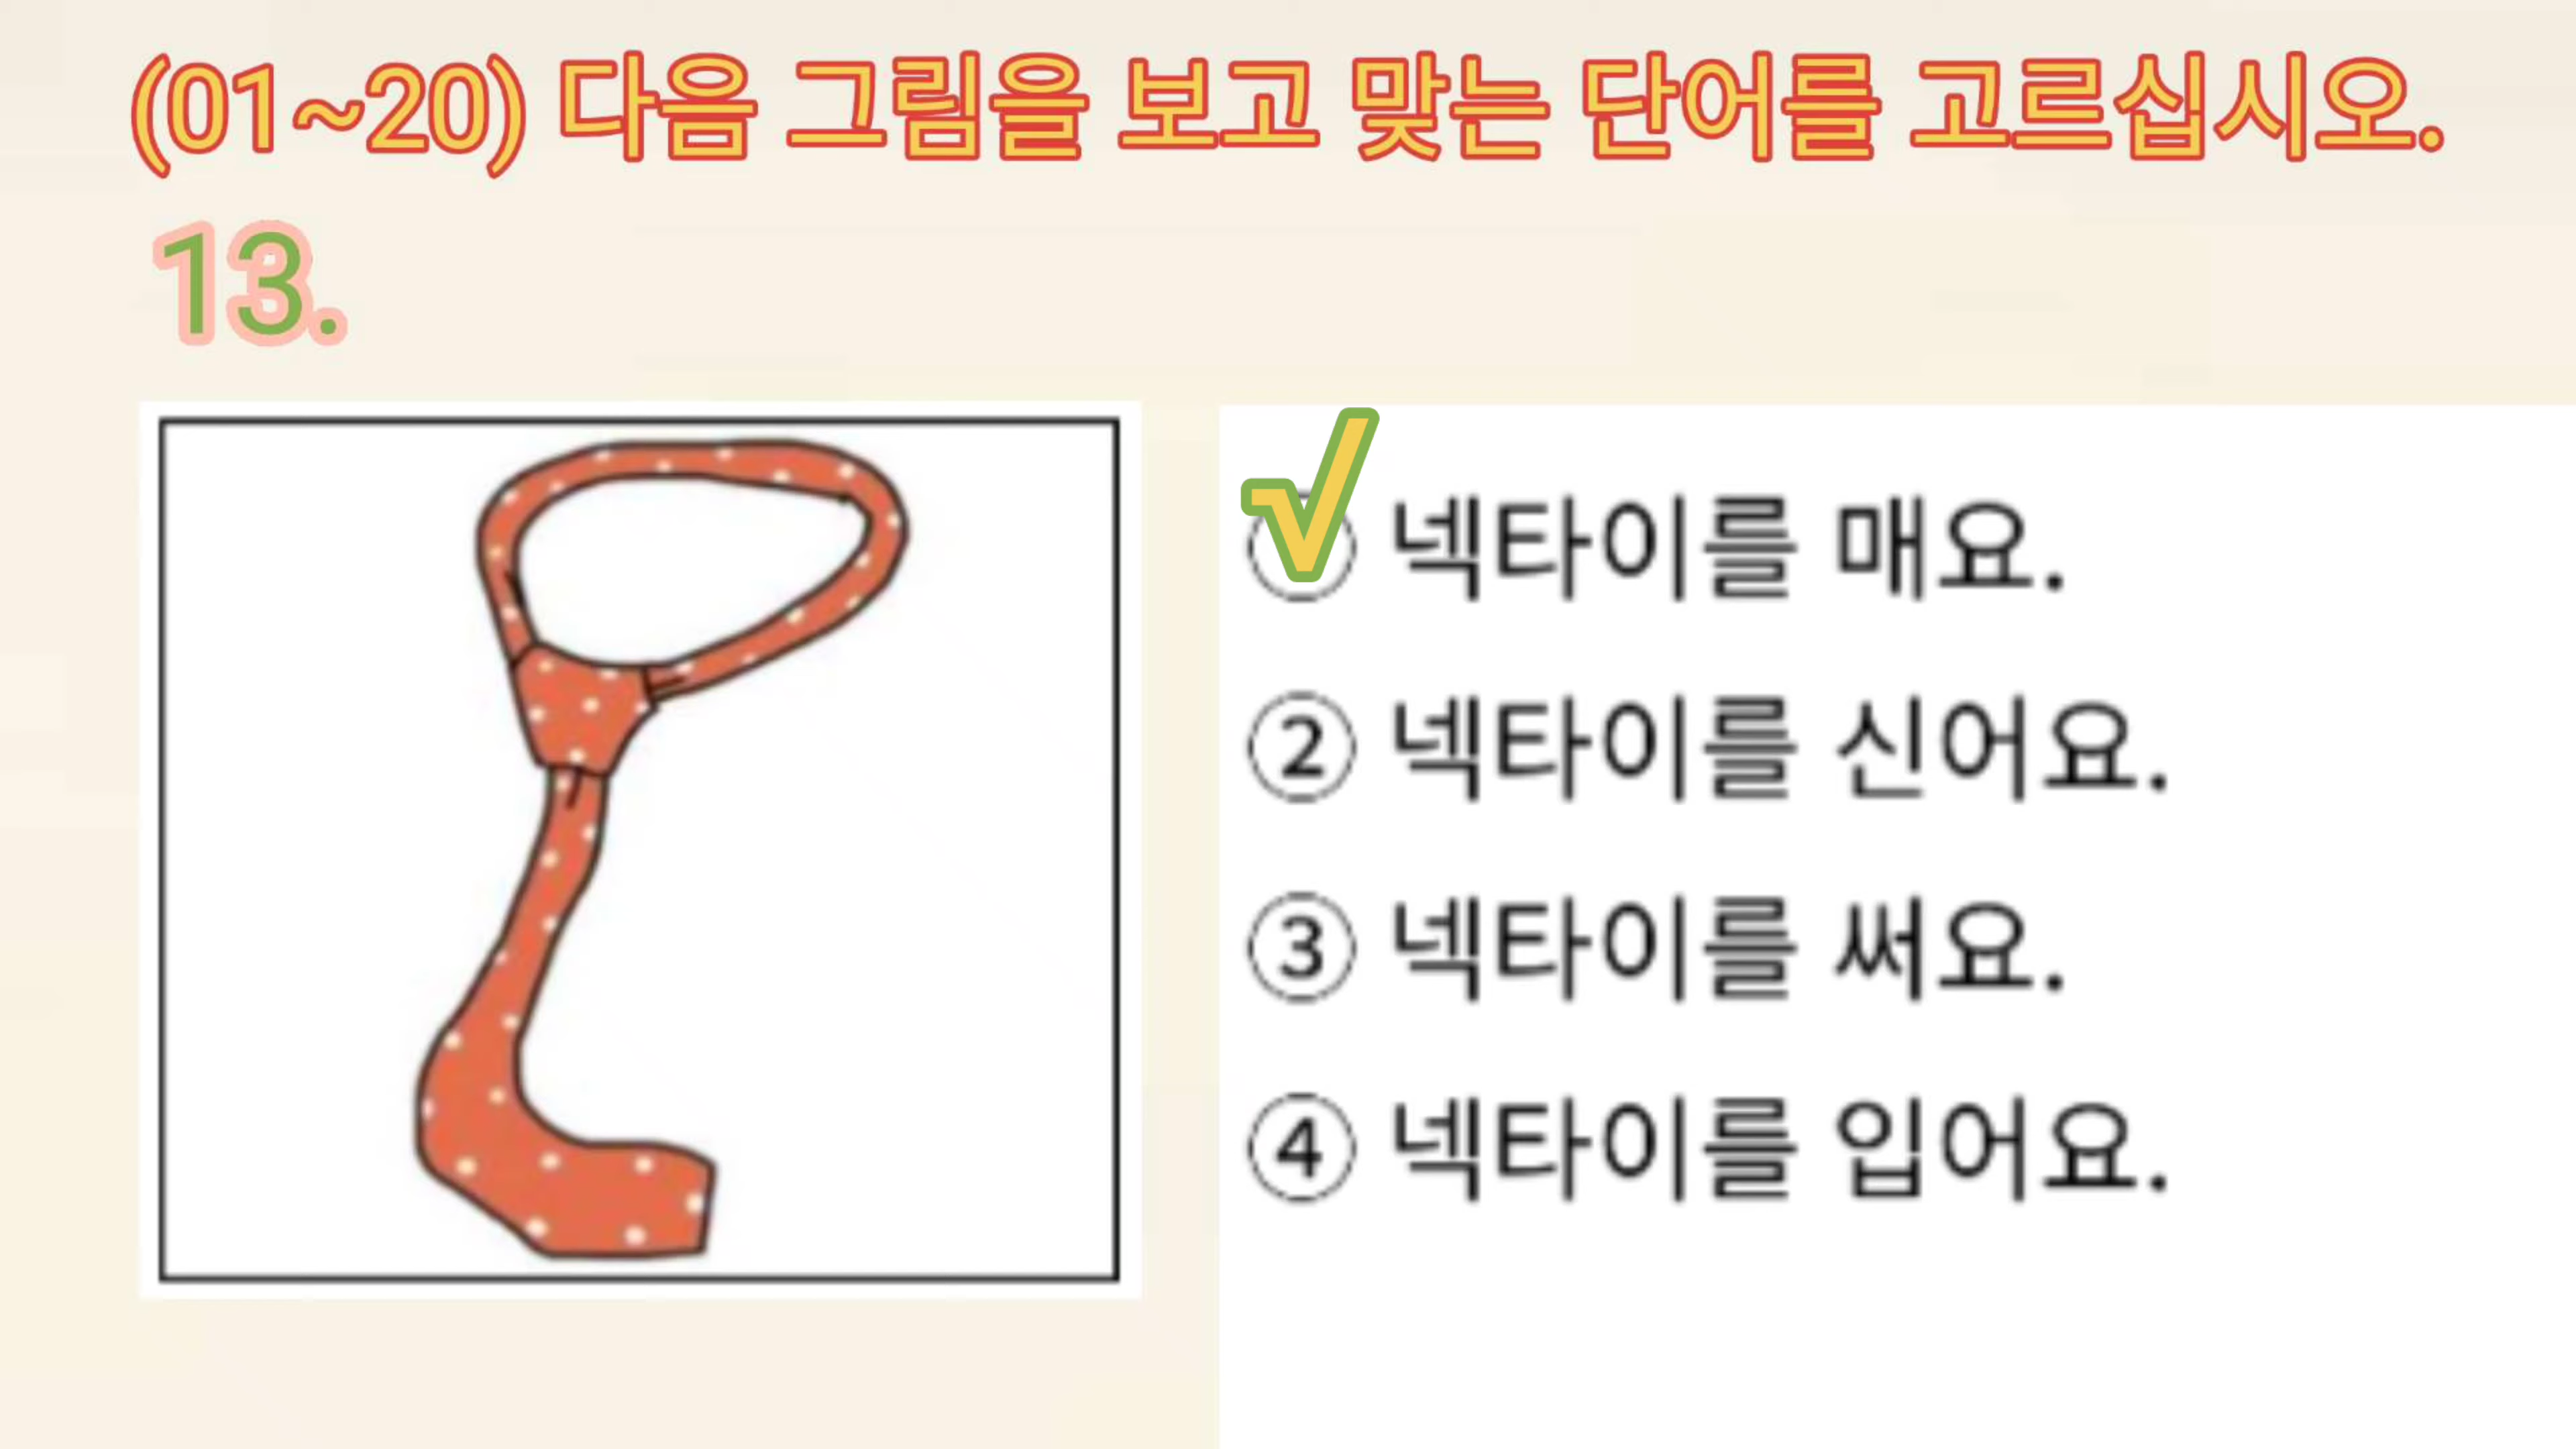 (01~20) 다음 그림을 보고 맞는 단어를 고르십시오.
13.
넥타이를 매요.
② 넥타이를 신어요.
③ 넥타이를 써요.
④ 넥타이를 입어요.